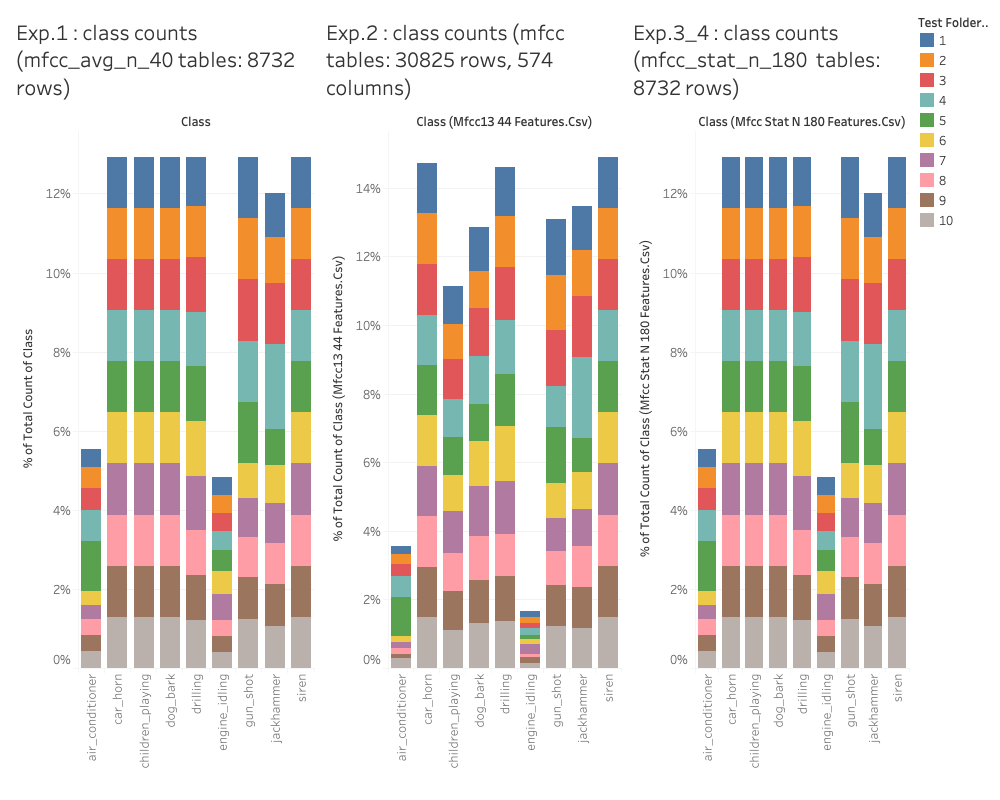 Exp.1 : class counts
(mfcc_avg_n_40 tables: 8732
rows)
Exp.2 : class counts (mfcc
tables: 30825 rows, 574
columns)
Exp.3_4 : class counts
(mfcc_stat_n_180 tables:
8732 rows)
Test Folder..
1
2
3
4
5
6
7
8
9
10
Class
% of Total Count of Class
12%
10%
8%
6%
4%
2%
0%
air_conditioner
car_horn
children_playing
dog_bark
drilling
engine_idling
gun_shot
jackhammer
siren
Class (Mfcc13 44 Features.Csv)
% of Total Count of Class (Mfcc13 44 Features.Csv)
14%
12%
10%
8%
6%
4%
2%
0%
air_conditioner
car_horn
children_playing
dog_bark
drilling
engine_idling
gun_shot
jackhammer
siren
Class (Mfcc Stat N 180 Features.Csv)
% of Total Count of Class (Mfcc Stat N 180 Features.Csv)
12%
10%
8%
6%
4%
2%
0%
air_conditioner
car_horn
children_playing
dog_bark
drilling
engine_idling
gun_shot
jackhammer
siren